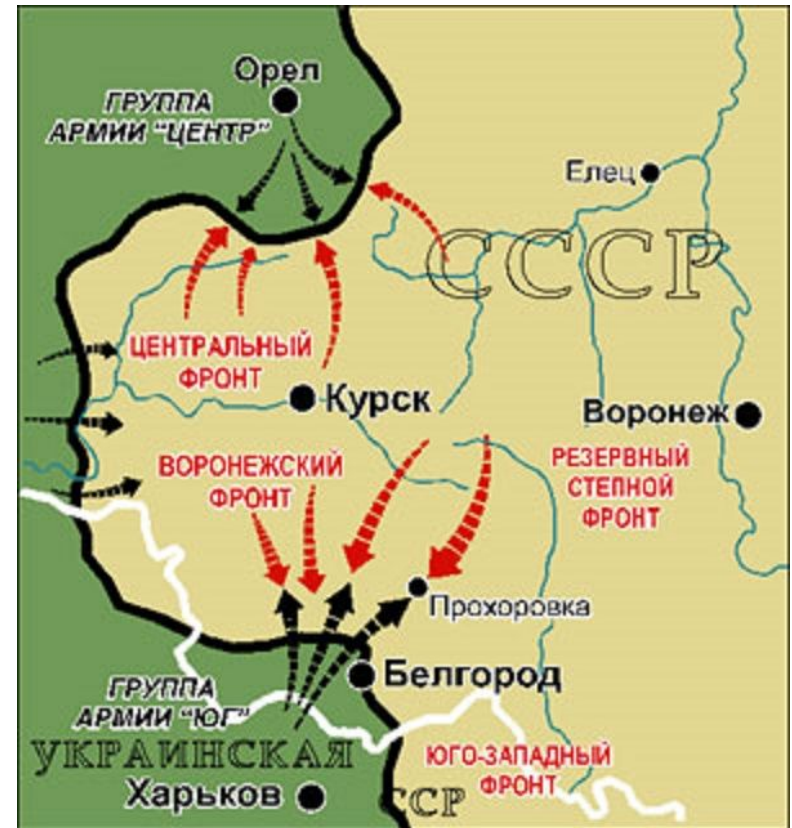 Орел
ГРУППА
АРМИИ "ЦЕНТР"
Елец
СССР
ЦЕНТРАЛЬНЫЙ
ФРОНТ
Курск
Воронеж
ВОРОНЕЖСКИЙ
ФРОНТ
РЕЗЕРВНЫЙ
СТЕПНОЙ
ФРОНТ
Прохоровка
Белгород
ГРУППА
АРМИИ "ЮГ"
УКРАИНСКАЯ
ЮГО-ЗАПАДНЫЙ
ФРОНТ
Харьков
ССР